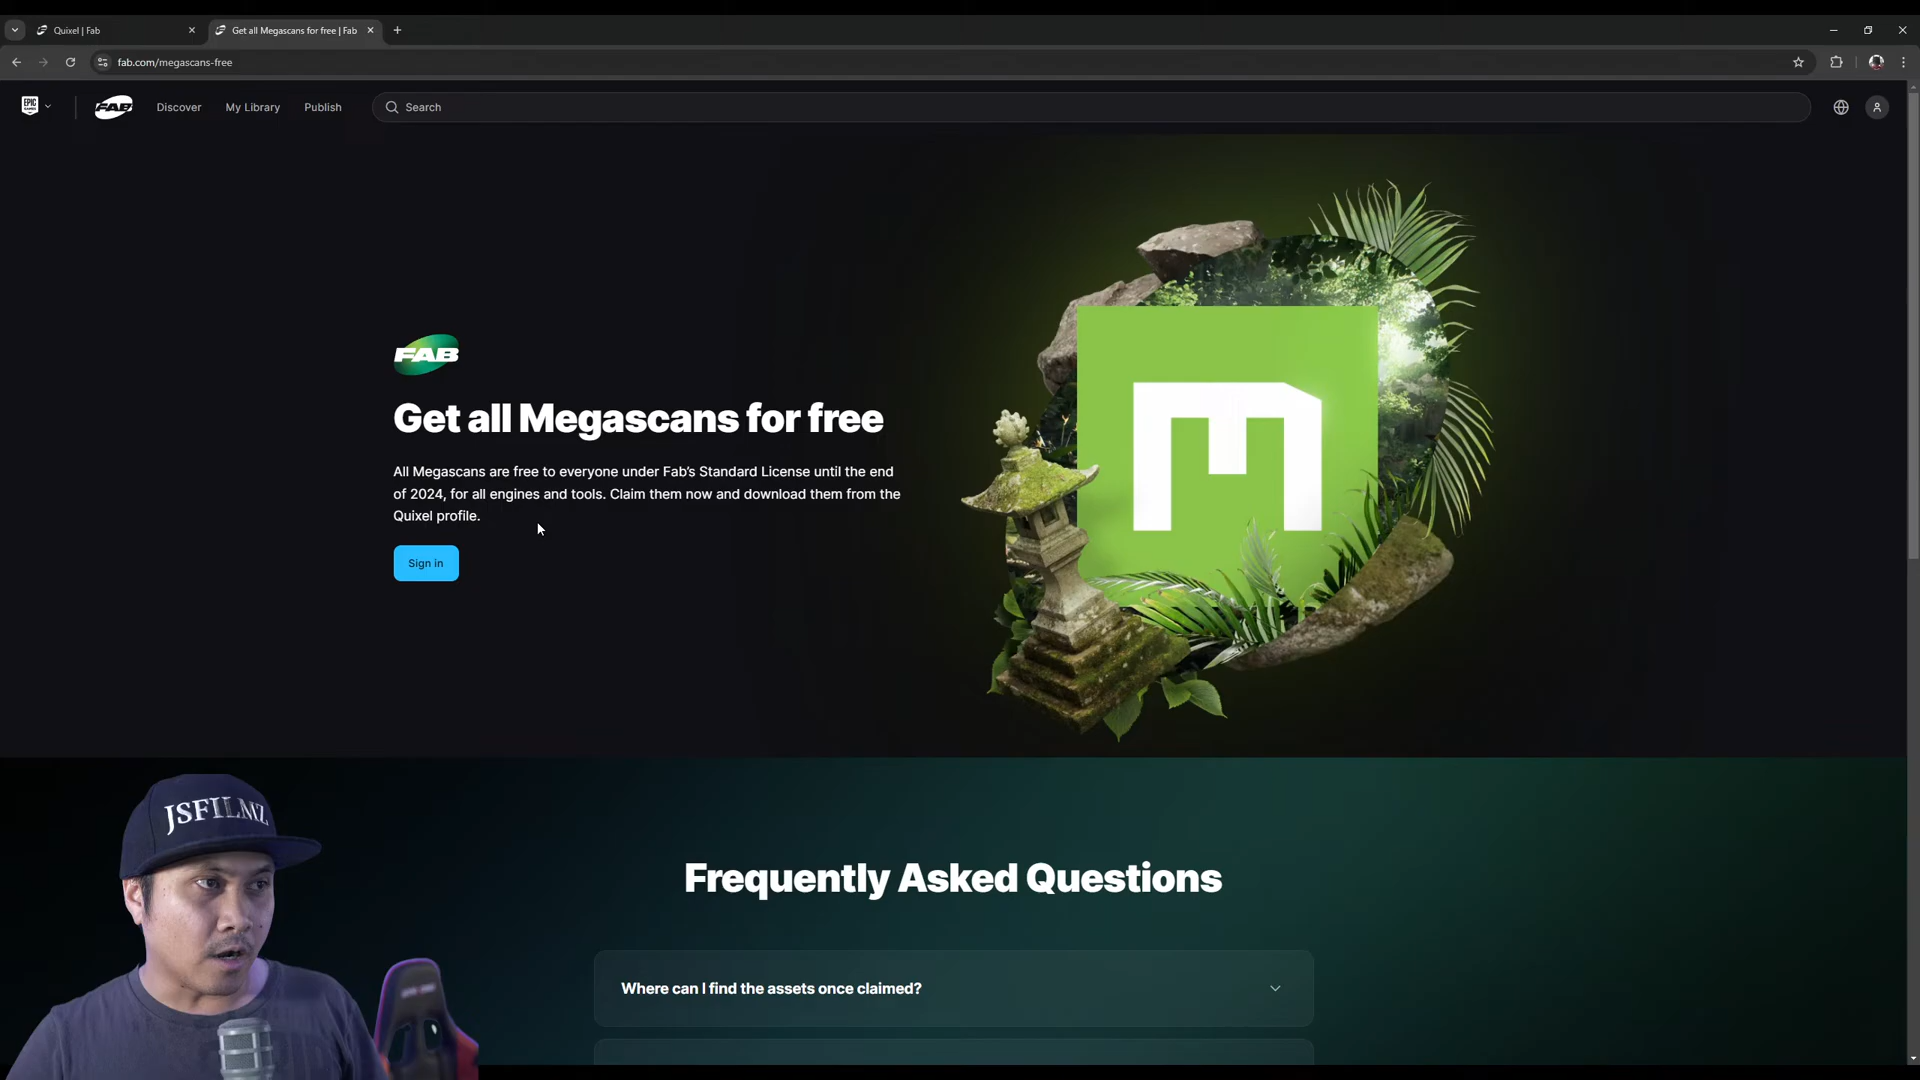 Quixel | Fab
Get all Megascans for free | Fab
fab.com/megascans-free
EPIC GAMES
FAB
Discover
My Library
Publish
Search
FAB
Get all Megascans for free
All Megascans are free to everyone under Fab's Standard License until the end
of 2024, for all engines and tools. Claim them now and download them from the
Quixel profile.
Sign in
JSFILMZ
Frequently Asked Questions
Where can I find the assets once claimed?